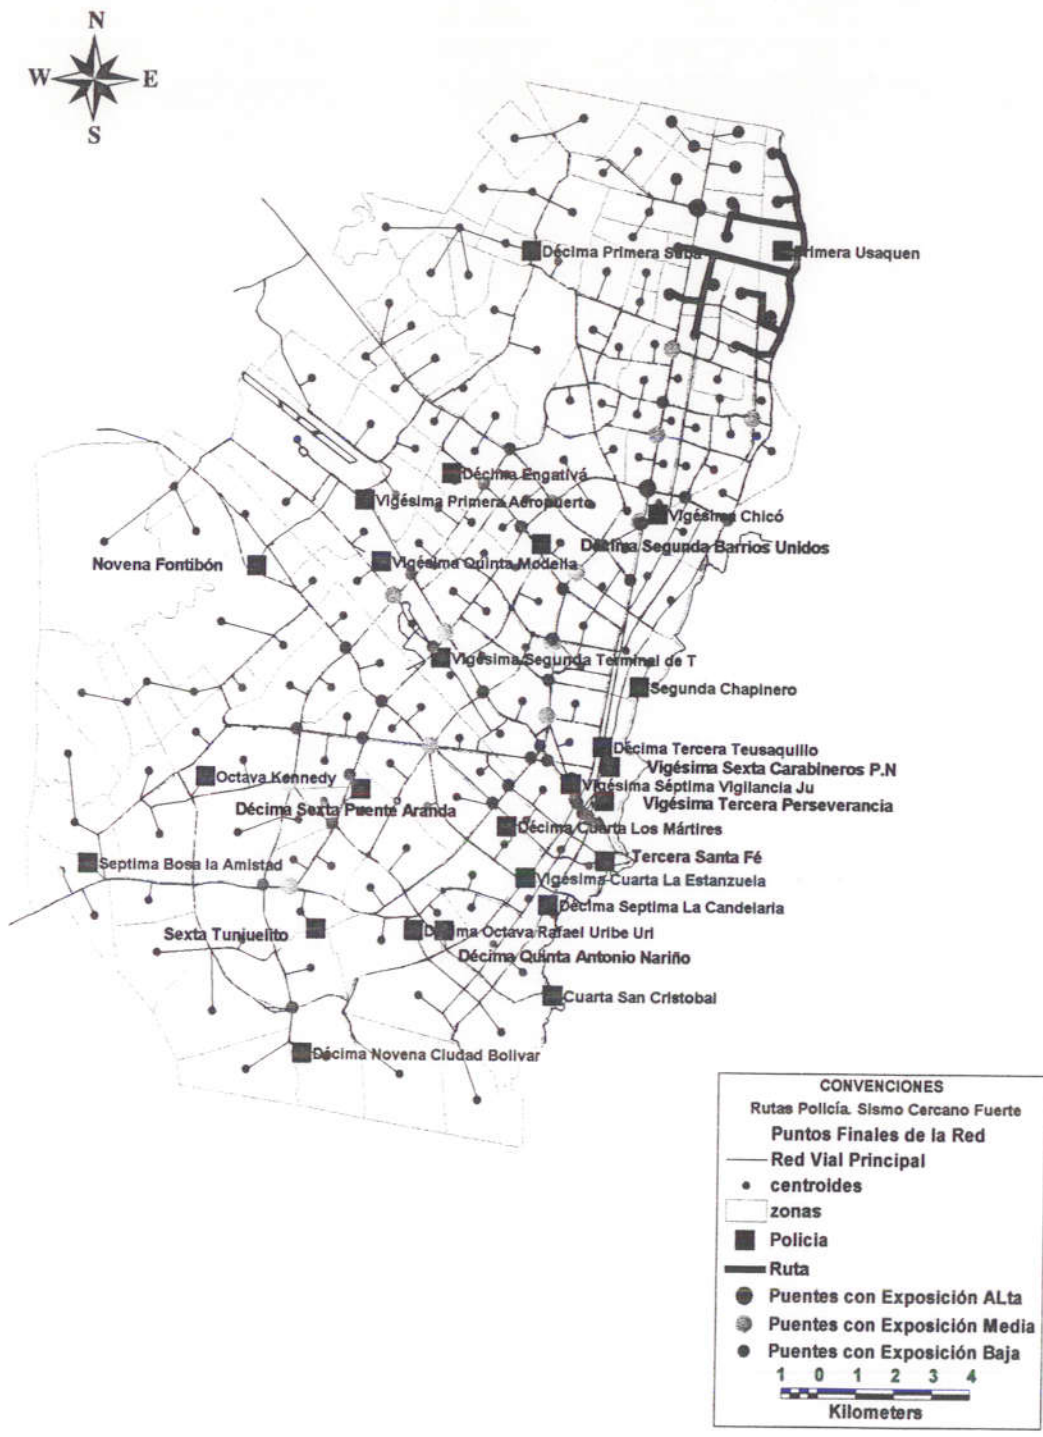 N
W E
S
Décima Primera Suba
Primera Usaquen
Décima Engativá
Vigésima Primera Aeropuerto
Vigésima Chicó
Décima Segunda Barrios Unidos
Novena Fontibón
Vigésima Quinta Modelia
Vigésima Segunda Terminal de T
Segunda Chapinero
Décima Tercera Teusaquillo
Vigésima Sexta Carabineros P.N
Octava Kennedy
Vigésima Séptima Vigilancia Ju
Décima Sexta Puente Aranda
Vigésima Tercera Perseverancia
Décima Cuarta Los Mártires
Septima Bosa la Amistad
Tercera Santa Fé
Vigésima Cuarta La Estanzuela
Décima Septima La Candelaria
Sexta Tunjuelito
Décima Octava Rafael Uribe Uri
Décima Quinta Antonio Nariño
Cuarta San Cristobal
Décima Novena Ciudad Bolivar
CONVENCIONES
Rutas Policía. Sismo Cercano Fuerte
Puntos Finales de la Red
Red Vial Principal
centroides
zonas
Policia
Ruta
Puentes con Exposición ALta
Puentes con Exposición Media
Puentes con Exposición Baja
1 0 1 2 3 4
Kilometers